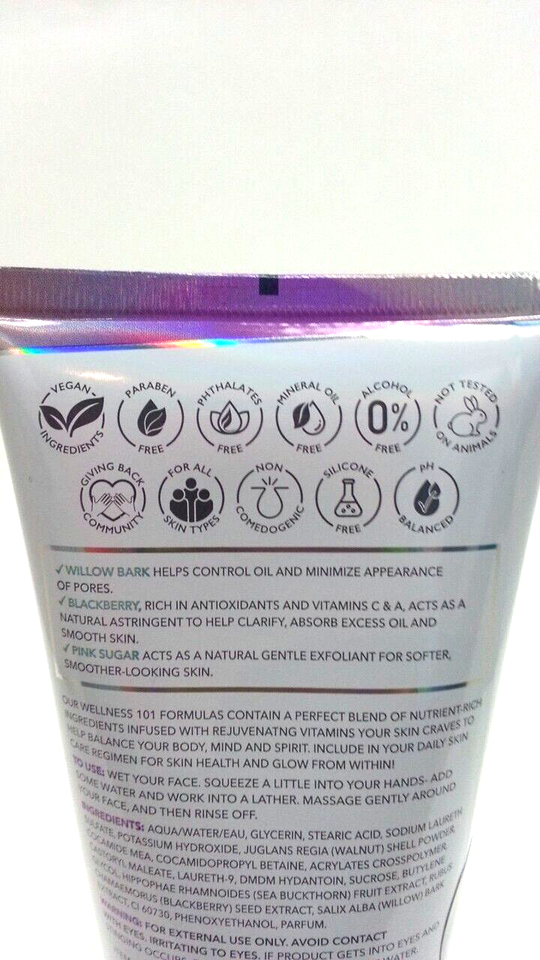 VEGAN INGREDIENTS
PARABEN FREE
PHTHALATES FREE
MINERAL OIL FREE
ALCOHOL 0% FREE
NOT TESTED ON ANIMALS
GIVING BACK COMMUNITY
FOR ALL SKIN TYPES
NON COMEDOGENIC
SILICONE FREE
pH BALANCED
✓WILLOW BARK HELPS CONTROL OIL AND MINIMIZE APPEARANCE
OF PORES.
✓BLACKBERRY, RICH IN ANTIOXIDANTS AND VITAMINS C & A, ACTS AS A
NATURAL ASTRINGENT TO HELP CLARIFY, ABSORB EXCESS OIL AND
SMOOTH SKIN.
✓PINK SUGAR ACTS AS A NATURAL GENTLE EXFOLIANT FOR SOFTER,
SMOOTHER-LOOKING SKIN.
OUR WELLNESS 101 FORMULAS CONTAIN A PERFECT BLEND OF NUTRIENT-RICH
INGREDIENTS INFUSED WITH REJUVENATNG VITAMINS YOUR SKIN CRAVES TO
HELP BALANCE YOUR BODY, MIND AND SPIRIT. INCLUDE IN YOUR DAILY SKIN
CARE REGIMEN FOR SKIN HEALTH AND GLOW FROM WITHIN!
TO USE: WET YOUR FACE. SQUEEZE A LITTLE INTO YOUR HANDS- ADD
SOME WATER AND WORK INTO A LATHER. MASSAGE GENTLY AROUND
YOUR FACE, AND THEN RINSE OFF.
INGREDIENTS: AQUA/WATER/EAU, GLYCERIN, STEARIC ACID, SODIUM LAURETH
SULFATE, POTASSIUM HYDROXIDE, JUGLANS REGIA (WALNUT) SHELL POWDER,
COCAMIDE MEA, COCAMIDOPROPYL BETAINE, ACRYLATES CROSSPOLYMER,
MALEATE, LAURETH-9, DMDM HYDANTOIN, SUCROSE, BUTYLENE
GLYCOL, HIPPOPHAE RHAMNOIDES (SEA BUCKTHORN) FRUIT EXTRACT, RUBUS
CHAMAEMORUS (BLACKBERRY) SEED EXTRACT, SALIX ALBA (WILLOW) BARK
EXTRACT, CI 60730, PHENOXYETHANOL, PARFUM.
WARNING: FOR EXTERNAL USE ONLY. AVOID CONTACT
WITH EYES. IRRITATING TO EYES. IF PRODUCT GETS INTO EYES AND
OCCURS
WATER.